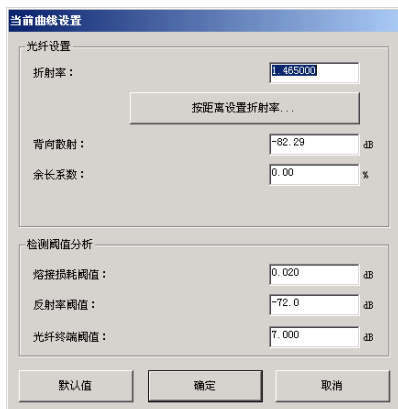 当前曲线设置
光纤设置
折射率： 1.465000
按距离设置折射率...
背向散射： -82.29 dB
余长系数： 0.00 %
检测阈值分析
熔接损耗阈值： 0.020 dB
反射率阈值： -72.0 dB
光纤终端阈值： 7.000 dB
默认值 确定 取消